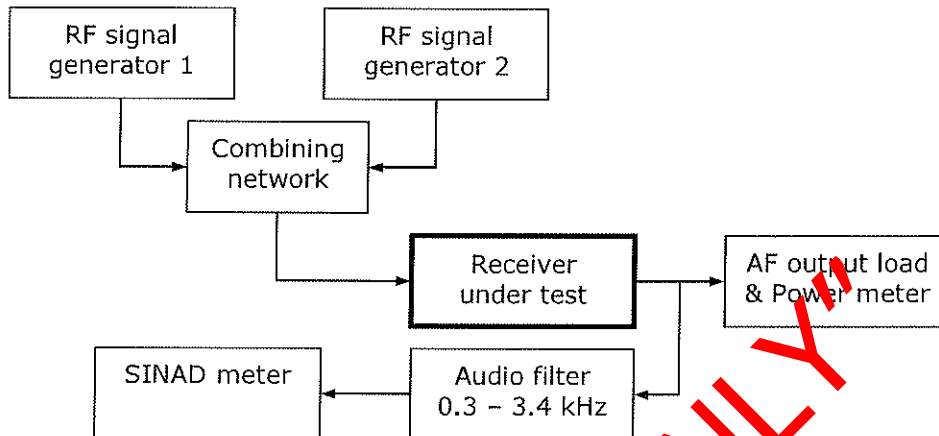 RF signal
generator 1
RF signal
generator 2
Combining
network
Receiver
under test
AF output load
& Power meter
SINAD meter
Audio filter
0.3 – 3.4 kHz